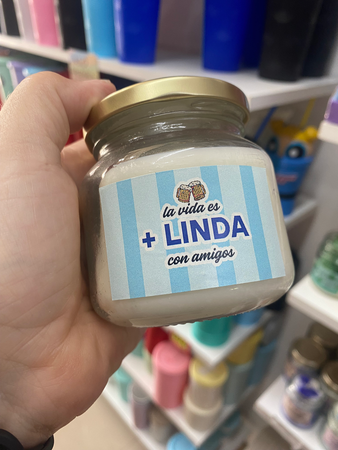 la vida es
+ LINDA
con amigos